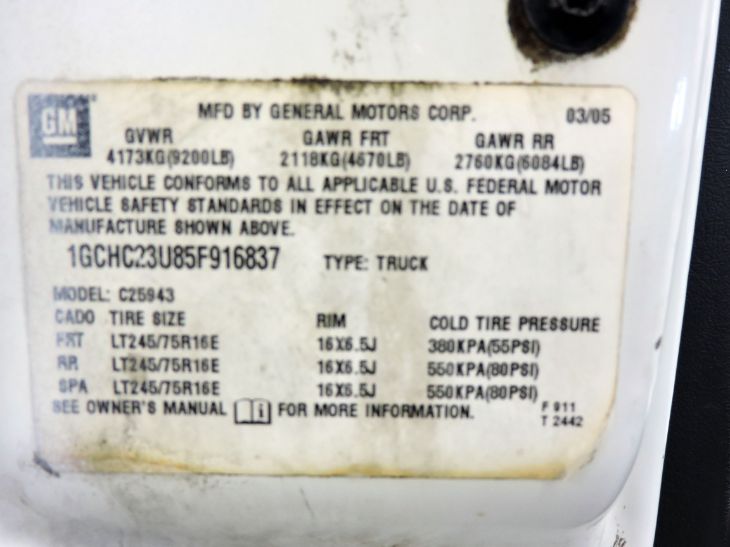 GM
MFD BY GENERAL MOTORS CORP. 03/05
GVWR GAWR FRT GAWR RR
4173KG(9200LB) 2118KG(4670LB) 2760KG(6084LB)
THIS VEHICLE CONFORMS TO ALL APPLICABLE U.S. FEDERAL MOTOR
VEHICLE SAFETY STANDARDS IN EFFECT ON THE DATE OF
MANUFACTURE SHOWN ABOVE.
1GCHC23U85F916837 TYPE: TRUCK
MODEL: C25943
CADO TIRE SIZE RIM COLD TIRE PRESSURE
FRT LT245/75R16E 16X6.5J 380KPA(55PSI)
RR LT245/75R16E 16X6.5J 550KPA(80PSI)
SPA LT245/75R16E 16X6.5J 550KPA(80PSI)
SEE OWNER'S MANUAL i FOR MORE INFORMATION. F 911
T 2442